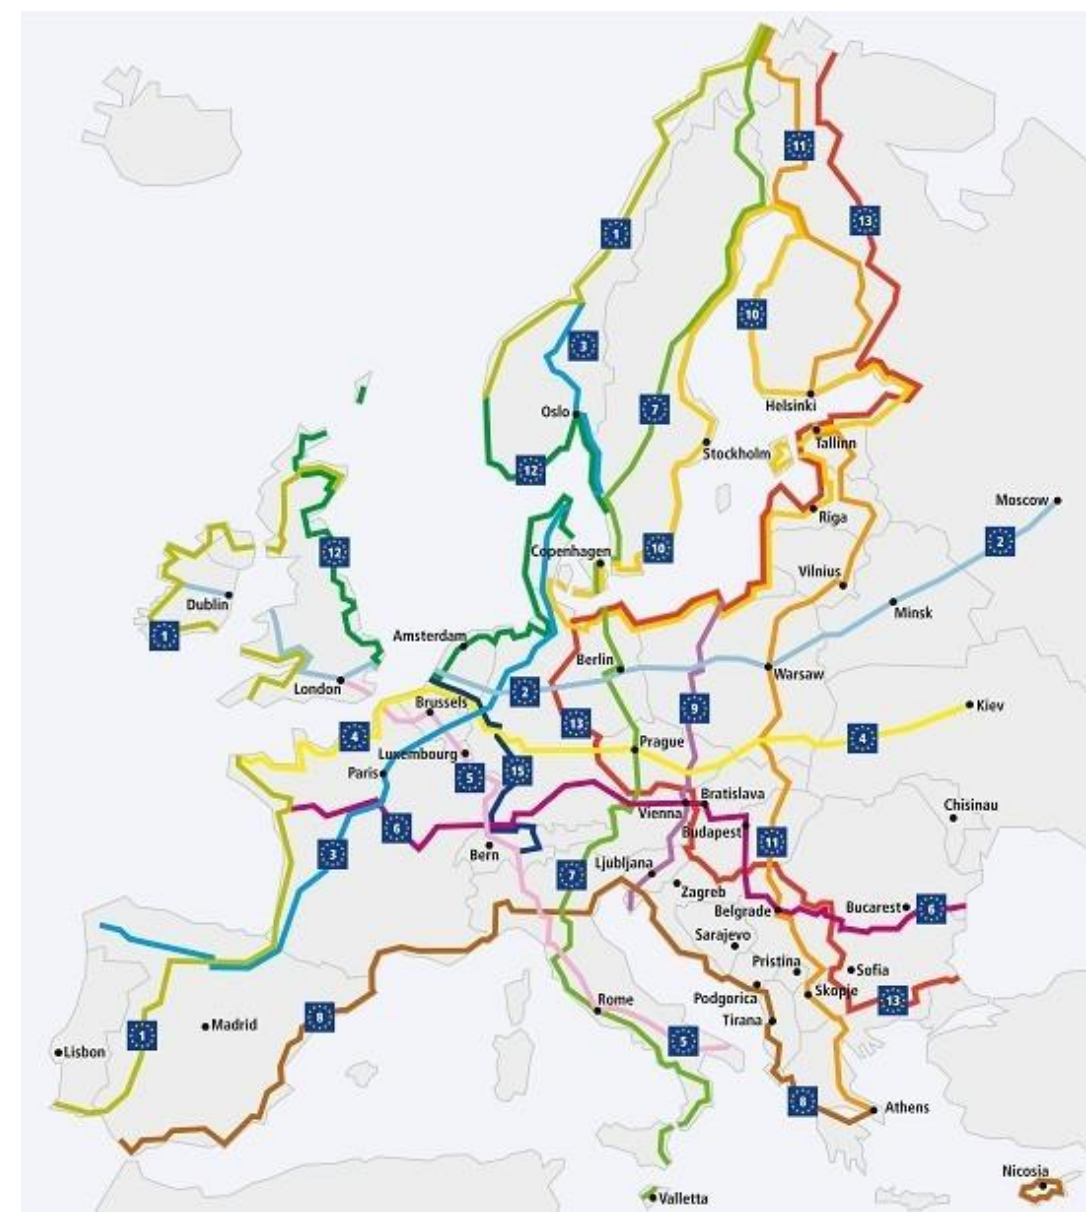 11
13
1
10
3
Oslo
7
Helsinki
Stockholm
Tallinn
12
Moscow
Riga
2
12
Copenhagen
10
Vilnius
Dublin
Minsk
1
Amsterdam
Berlin
Warsaw
London
2
Brussels
9
Kiev
4
13
4
Prague
Luxembourg
Paris
5
15
Bratislava
Chisinau
Vienna
6
Budapest
Bern
3
11
Ljubljana
7
Zagreb
Belgrade
Bucarest
6
Sarajevo
Pristina
Sofia
Podgorica
Skopje
Rome
13
8
Madrid
Tirana
1
5
Lisbon
8
Athens
Nicosia
Valletta